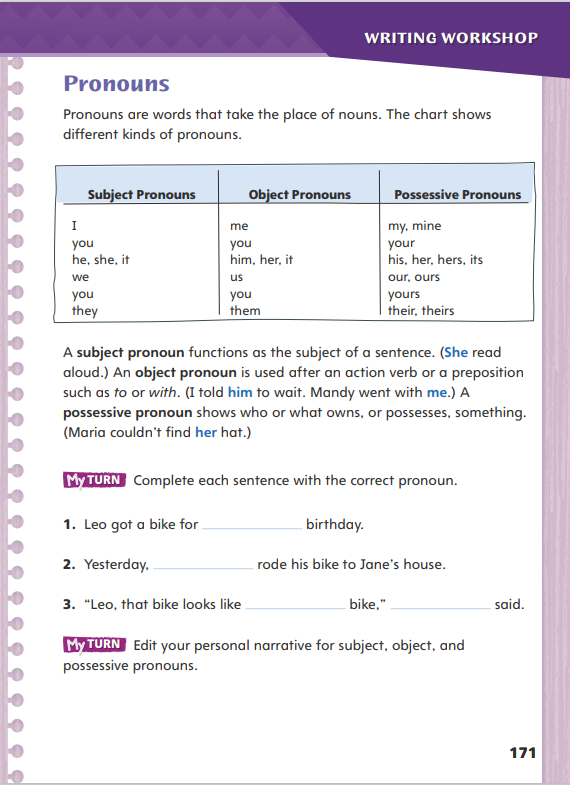 WRITING WORKSHOP
Pronouns
Pronouns are words that take the place of nouns. The chart shows
different kinds of pronouns.
Subject Pronouns Object Pronouns Possessive Pronouns
I me my, mine
you you your
he, she, it him, her, it his, her, hers, its
we us our, ours
you you yours
they them their, theirs
A subject pronoun functions as the subject of a sentence. (She read
aloud.) An object pronoun is used after an action verb or a preposition
such as to or with. (I told him to wait. Mandy went with me.) A
possessive pronoun shows who or what owns, or possesses, something.
(Maria couldn't find her hat.)
My TURN Complete each sentence with the correct pronoun.
1. Leo got a bike for ____________ birthday.
2. Yesterday, ____________ rode his bike to Jane's house.
3. “Leo, that bike looks like ____________ bike,” ____________ said.
My TURN Edit your personal narrative for subject, object, and
possessive pronouns.
171